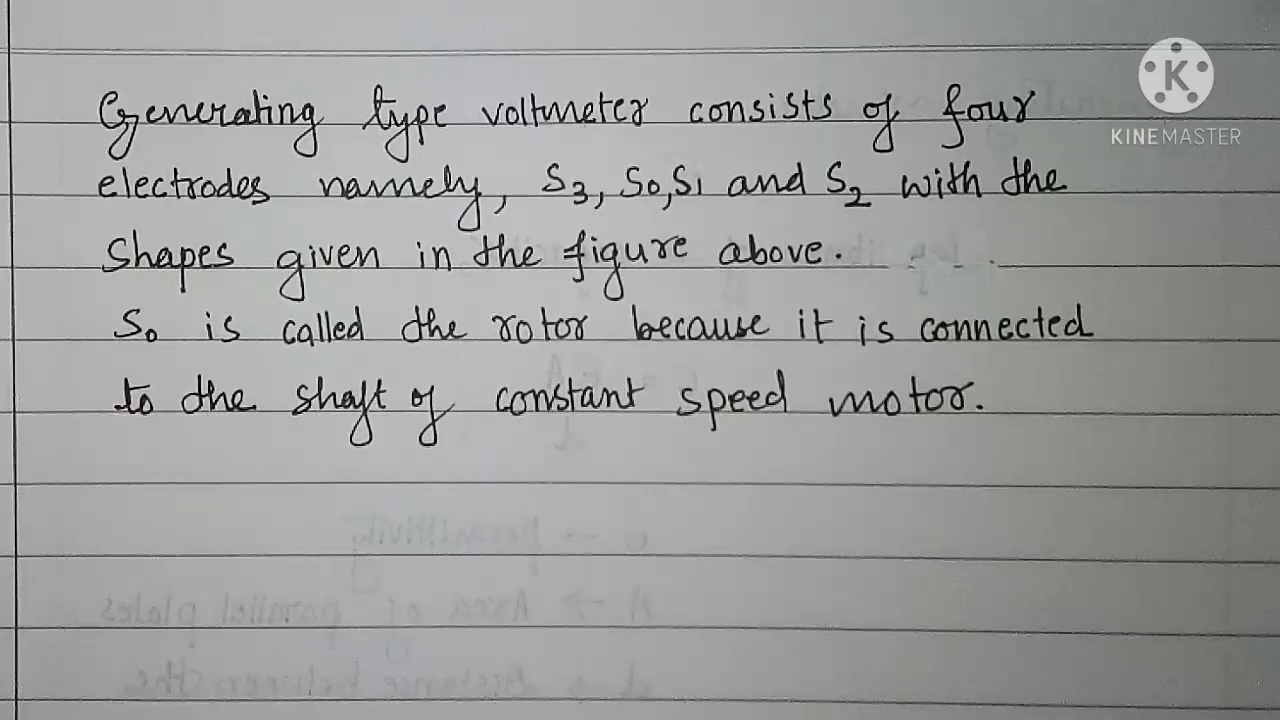 Generating type voltmeter consists of four
electrodes namely, S3, S0, S1 and S2 with the
Shapes given in the figure above.
S0 is called the rotor because it is connected
to the shaft of constant speed motor.
K
KINEMASTER